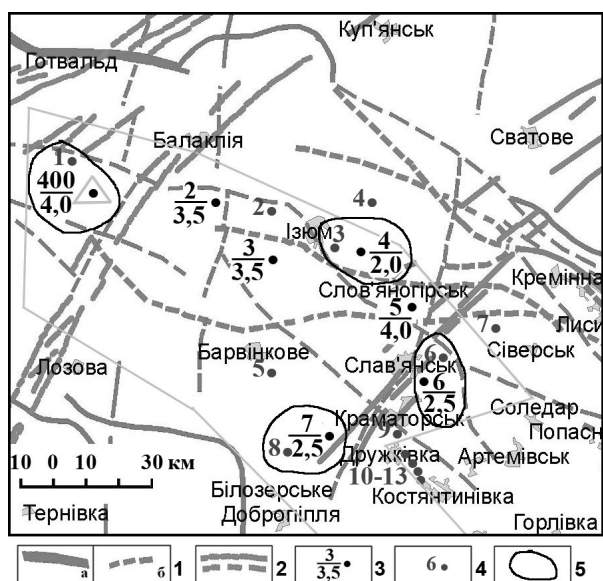 Куп'янськ
Готвальд
Сватове
Балаклія
1
400
4,0
2
3,5
2
4
Ізюм
3
4
2,0
3
3,5
Кремінна
Слов'яногірськ
5
4,0
Лиси
7
Сіверськ
Барвінкове
Слав'янськ
6
Лозова
5
6
2,5
Соледар
7
2,5
Краматорськ
Попасн
8
9
10 0 10 30 км
Дружківка
Артемівськ
10-13
Білозерське
Костянтинівка
Тернівка
Доброгілля
Горлівка
а б 1 2 3 3,5 3 6 4 5